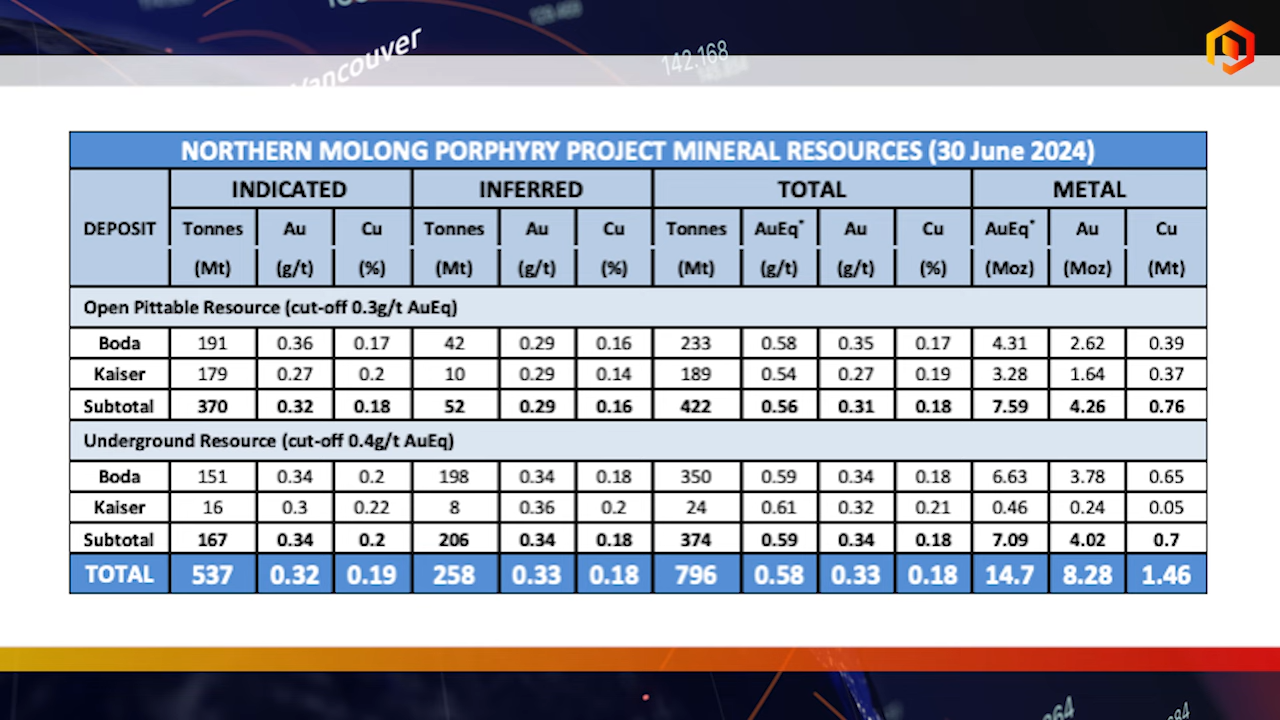 Vancouver
142.168
NORTHERN MOLONG PORPHYRY PROJECT MINERAL RESOURCES (30 June 2024)
DEPOSIT INDICATED INFERRED TOTAL METAL
Tonnes Au Cu Tonnes Au Cu Tonnes AuEq* Au Cu AuEq* Au Cu
(Mt) (g/t) (%) (Mt) (g/t) (%) (Mt) (g/t) (g/t) (%) (Moz) (Moz) (Mt)
Open Pittable Resource (cut-off 0.3g/t AuEq)
Boda 191 0.36 0.17 42 0.29 0.16 233 0.58 0.35 0.17 4.31 2.62 0.39
Kaiser 179 0.27 0.2 10 0.29 0.14 189 0.54 0.27 0.19 3.28 1.64 0.37
Subtotal 370 0.32 0.18 52 0.29 0.16 422 0.56 0.31 0.18 7.59 4.26 0.76
Underground Resource (cut-off 0.4g/t AuEq)
Boda 151 0.34 0.2 198 0.34 0.18 350 0.59 0.34 0.18 6.63 3.78 0.65
Kaiser 16 0.3 0.22 8 0.36 0.2 24 0.61 0.32 0.21 0.46 0.24 0.05
Subtotal 167 0.34 0.2 206 0.34 0.18 374 0.59 0.34 0.18 7.09 4.02 0.7
TOTAL 537 0.32 0.19 258 0.33 0.18 796 0.58 0.33 0.18 14.7 8.28 1.46